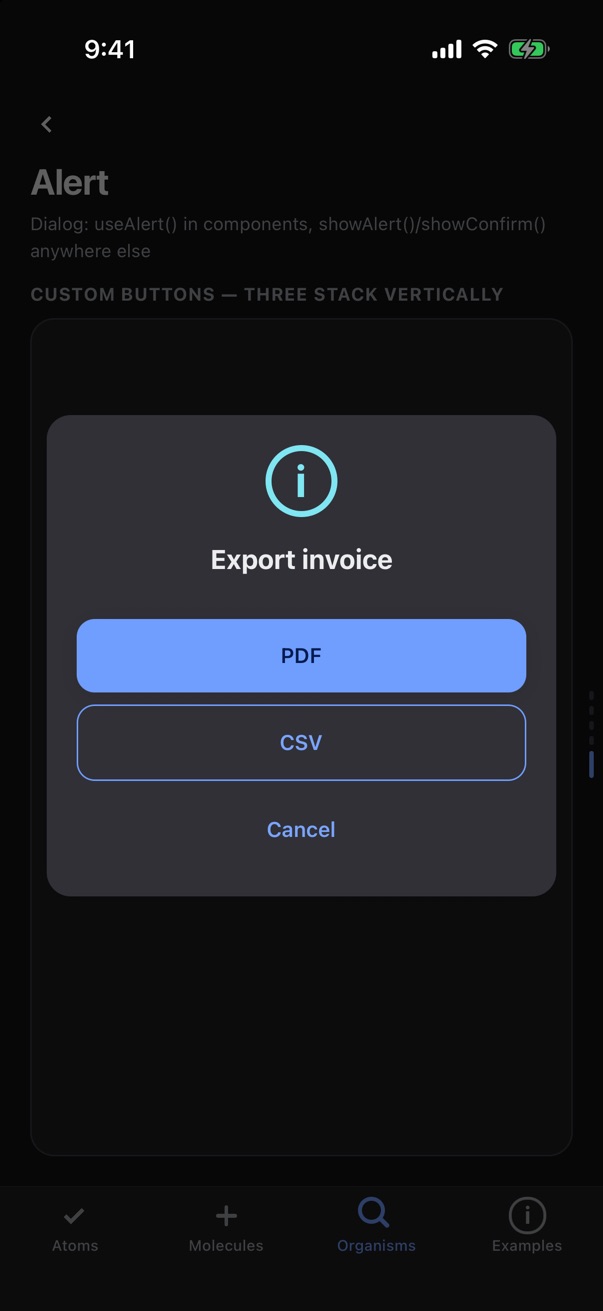 9:41
Alert
Dialog: useAlert() in components, showAlert()/showConfirm()
anywhere else
CUSTOM BUTTONS — THREE STACK VERTICALLY
Export invoice
PDF
CSV
Cancel
Atoms
Molecules
Organisms
Examples